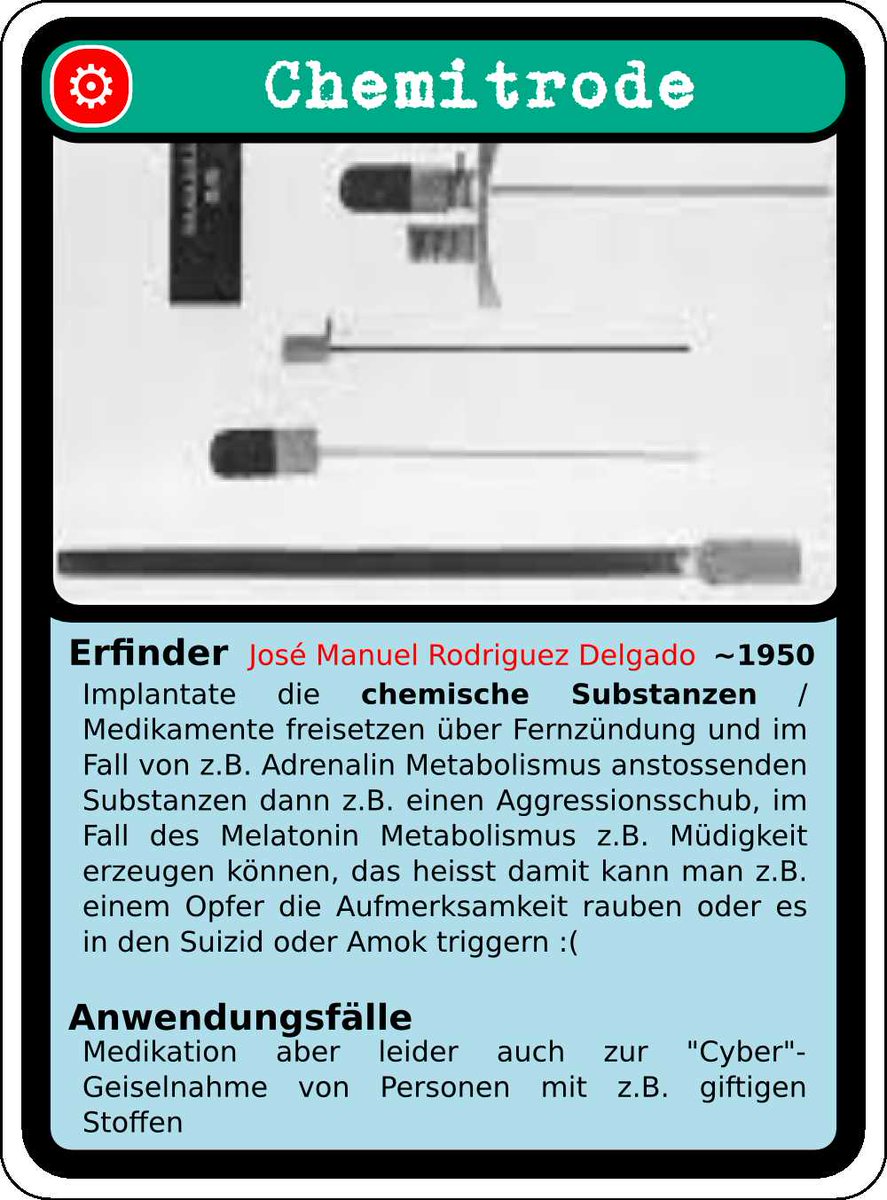 Chemitrode
Erfinder José Manuel Rodriguez Delgado ~1950
Implantate die chemische Substanzen /
Medikamente freisetzen über Fernzündung und im
Fall von z.B. Adrenalin Metabolismus anstossenden
Substanzen dann z.B. einen Aggressionsschub, im
Fall des Melatonin Metabolismus z.B. Müdigkeit
erzeugen können, das heisst damit kann man z.B.
einem Opfer die Aufmerksamkeit rauben oder es
in den Suizid oder Amok triggern :(
Anwendungsfälle
Medikation aber leider auch zur "Cyber"-
Geiselnahme von Personen mit z.B. giftigen
Stoffen